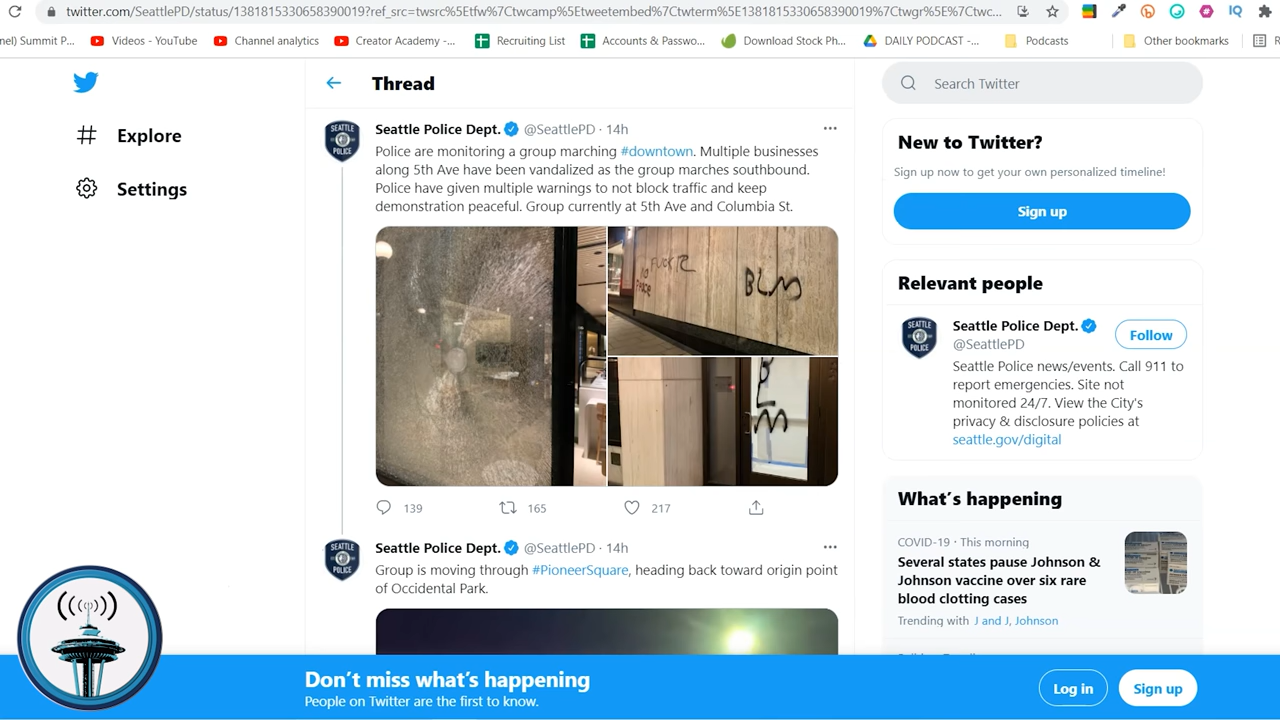 twitter.com/SeattlePD/status/1381815330658390019?ref_src=twsrc%5Etfw%7Ctwcamp%5Etweetembed%7Ctwterm%5E1381815330658390019%7Ctwgr%5E%7Ctwc...
nel) Summit P...
Videos - YouTube
Channel analytics
Creator Academy -...
Recruiting List
Accounts & Passwo...
Download Stock Ph...
DAILY PODCAST -...
Podcasts
Other bookmarks
Explore
Settings
Thread
SEATTLE
POLICE
Seattle Police Dept. @SeattlePD · 14h
Police are monitoring a group marching #downtown. Multiple businesses
along 5th Ave have been vandalized as the group marches southbound.
Police have given multiple warnings to not block traffic and keep
demonstration peaceful. Group currently at 5th Ave and Columbia St.
No
Peace
BLM
BLM
139
165
217
SEATTLE
POLICE
Seattle Police Dept. @SeattlePD · 14h
Group is moving through #PioneerSquare, heading back toward origin point
of Occidental Park.
Search Twitter
New to Twitter?
Sign up now to get your own personalized timeline!
Sign up
Relevant people
SEATTLE
POLICE
Seattle Police Dept.
@SeattlePD
Follow
Seattle Police news/events. Call 911 to
report emergencies. Site not
monitored 24/7. View the City's
privacy & disclosure policies at
seattle.gov/digital
What's happening
COVID-19 · This morning
Several states pause Johnson &
Johnson vaccine over six rare
blood clotting cases
Trending with J and J, Johnson
Don't miss what's happening
People on Twitter are the first to know.
Log in
Sign up